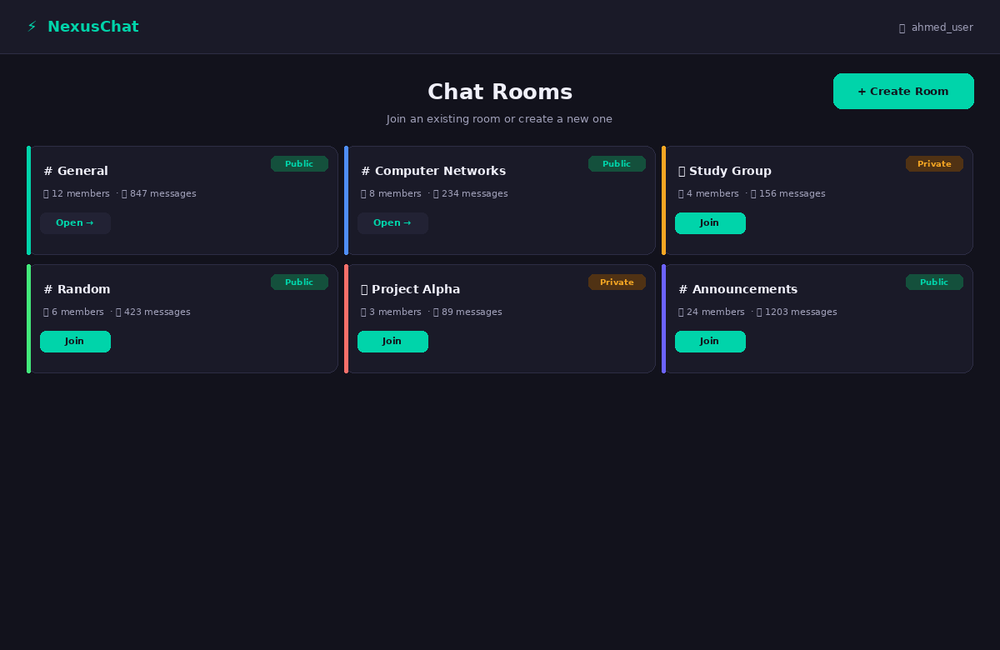 ⚡ NexusChat
ahmed_user
Chat Rooms
+ Create Room
Join an existing room or create a new one
# General
Public
12 members · 847 messages
Open →
# Computer Networks
Public
8 members · 234 messages
Open →
Study Group
Private
4 members · 156 messages
Join
# Random
Public
6 members · 423 messages
Join
Project Alpha
Private
3 members · 89 messages
Join
# Announcements
Public
24 members · 1203 messages
Join